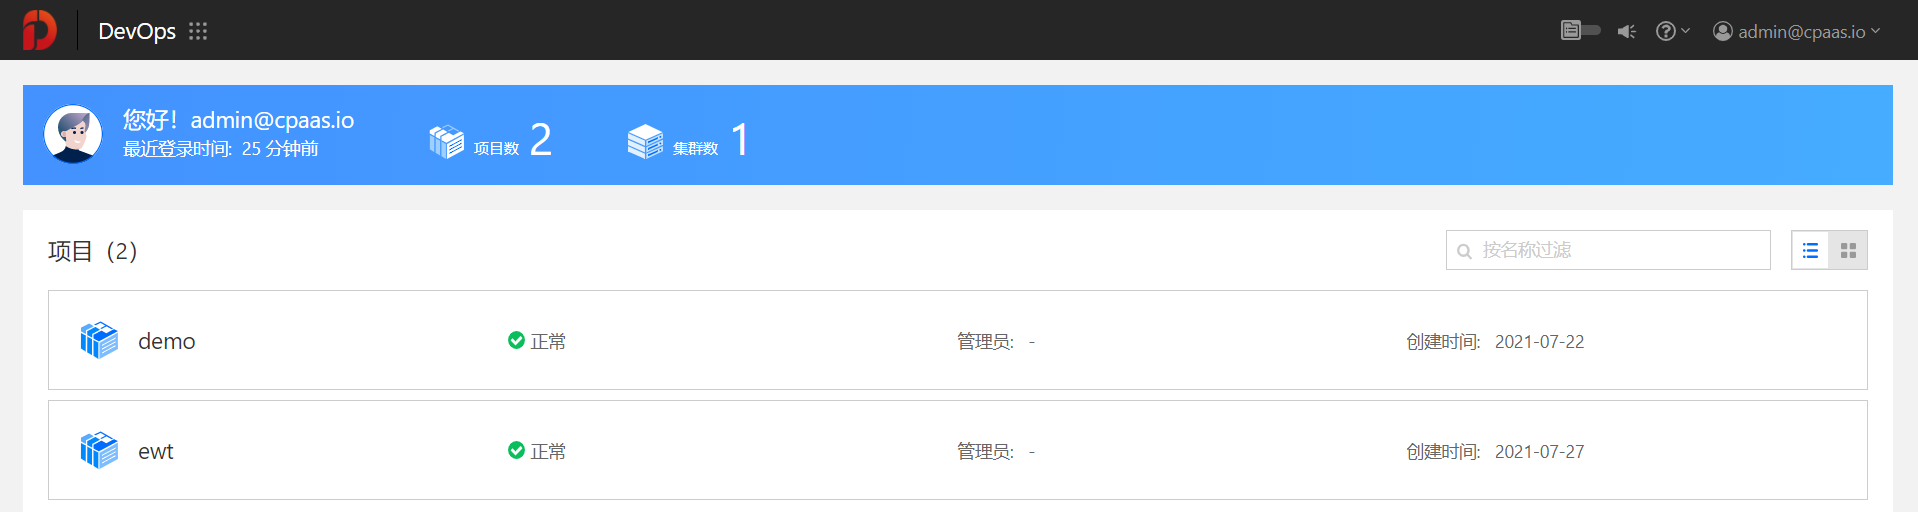 DevOps
admin@cpaas.io
您好！admin@cpaas.io
最近登录时间: 25 分钟前
项目数 2
集群数 1
项目（2）
按名称过滤
demo 正常 管理员: - 创建时间: 2021-07-22
ewt 正常 管理员: - 创建时间: 2021-07-27